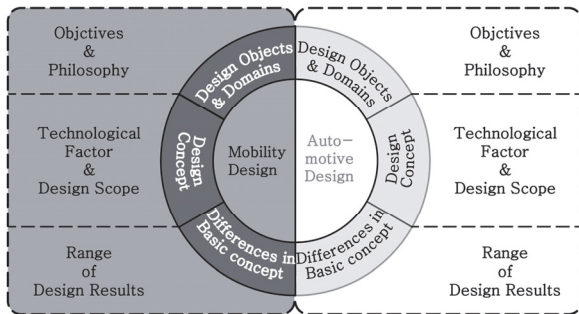 Objctives
&
Philosophy
Technological
Factor
&
Design Scope
Range
of
Design Results
Design Objects
& Domains
Design
Concept
Differences in
Basic concept
Mobility
Design
Auto-
motive
Design
Design Objects
& Domains
Design
Concept
Differences in
Basic concept
Objctives
&
Philosophy
Technological
Factor
&
Design Scope
Range
of
Design Results